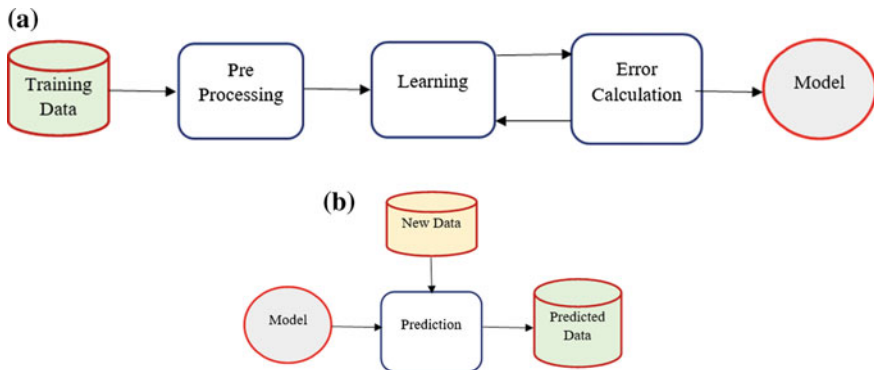 (a)
Training
Data
Pre
Processing
Learning
Error
Calculation
Model
(b)
New Data
Model
Prediction
Predicted
Data